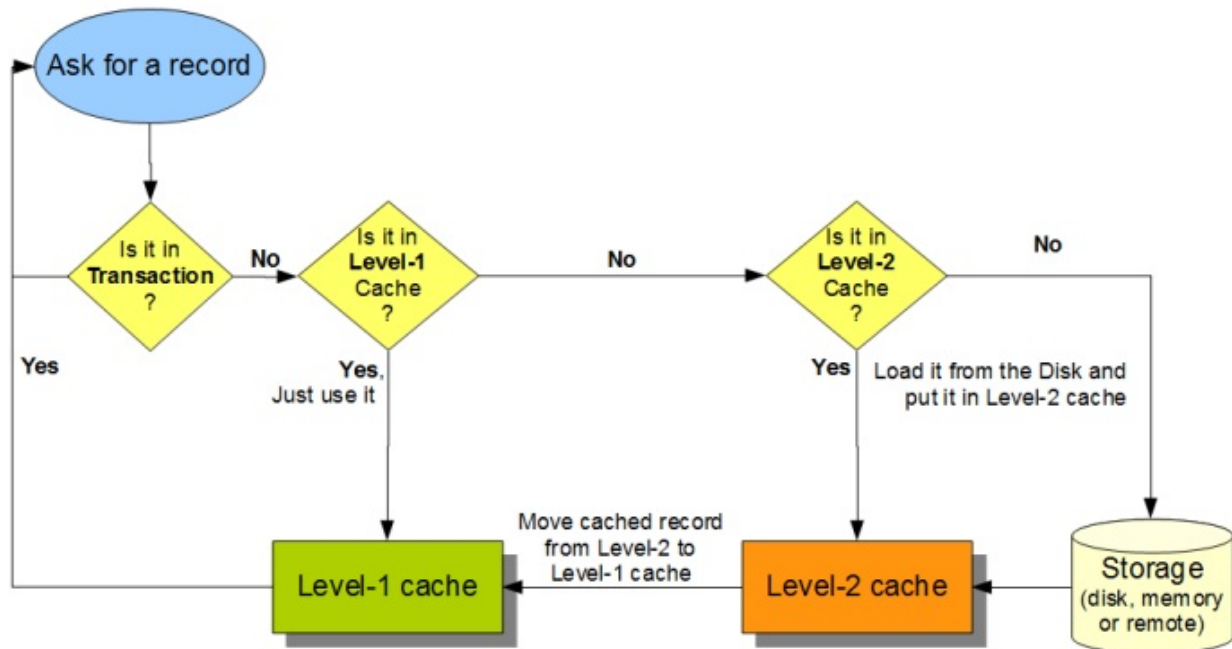 Ask for a record
Is it in
Transaction
?
No
Is it in
Level-1
Cache
?
No
Is it in
Level-2
Cache
?
No
Yes
Yes,
Just use it
Yes
Load it from the Disk and
put it in Level-2 cache
Level-1 cache
Move cached record
from Level-2 to
Level-1 cache
Level-2 cache
Storage
(disk, memory
or remote)